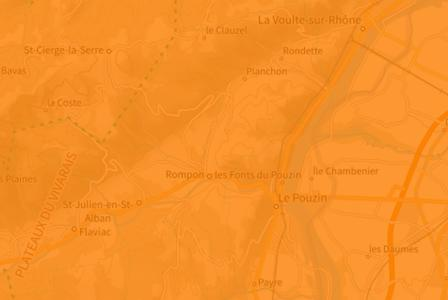 La Voulte-sur-Rhône
le Clauzel
St-Cierge-la-Serre
Rondette
Bavas
Planchon
la Coste
Rompon
les Fonts du Pouzin
Île Chambenier
s Plaines
PLATEAUX DU VIVARAIS
St-Julien-en-St-
Alban
Le Pouzin
Flaviac
les Daumes
Payre